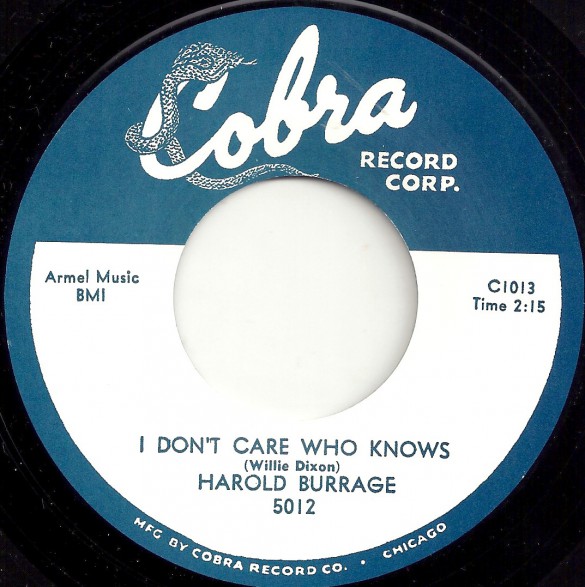 Cobra
RECORD
CORP.
Armel Music
BMI
C1013
Time 2:15
I DON'T CARE WHO KNOWS
(Willie Dixon)
HAROLD BURRAGE
5012
MFG BY COBRA RECORD CO. • CHICAGO